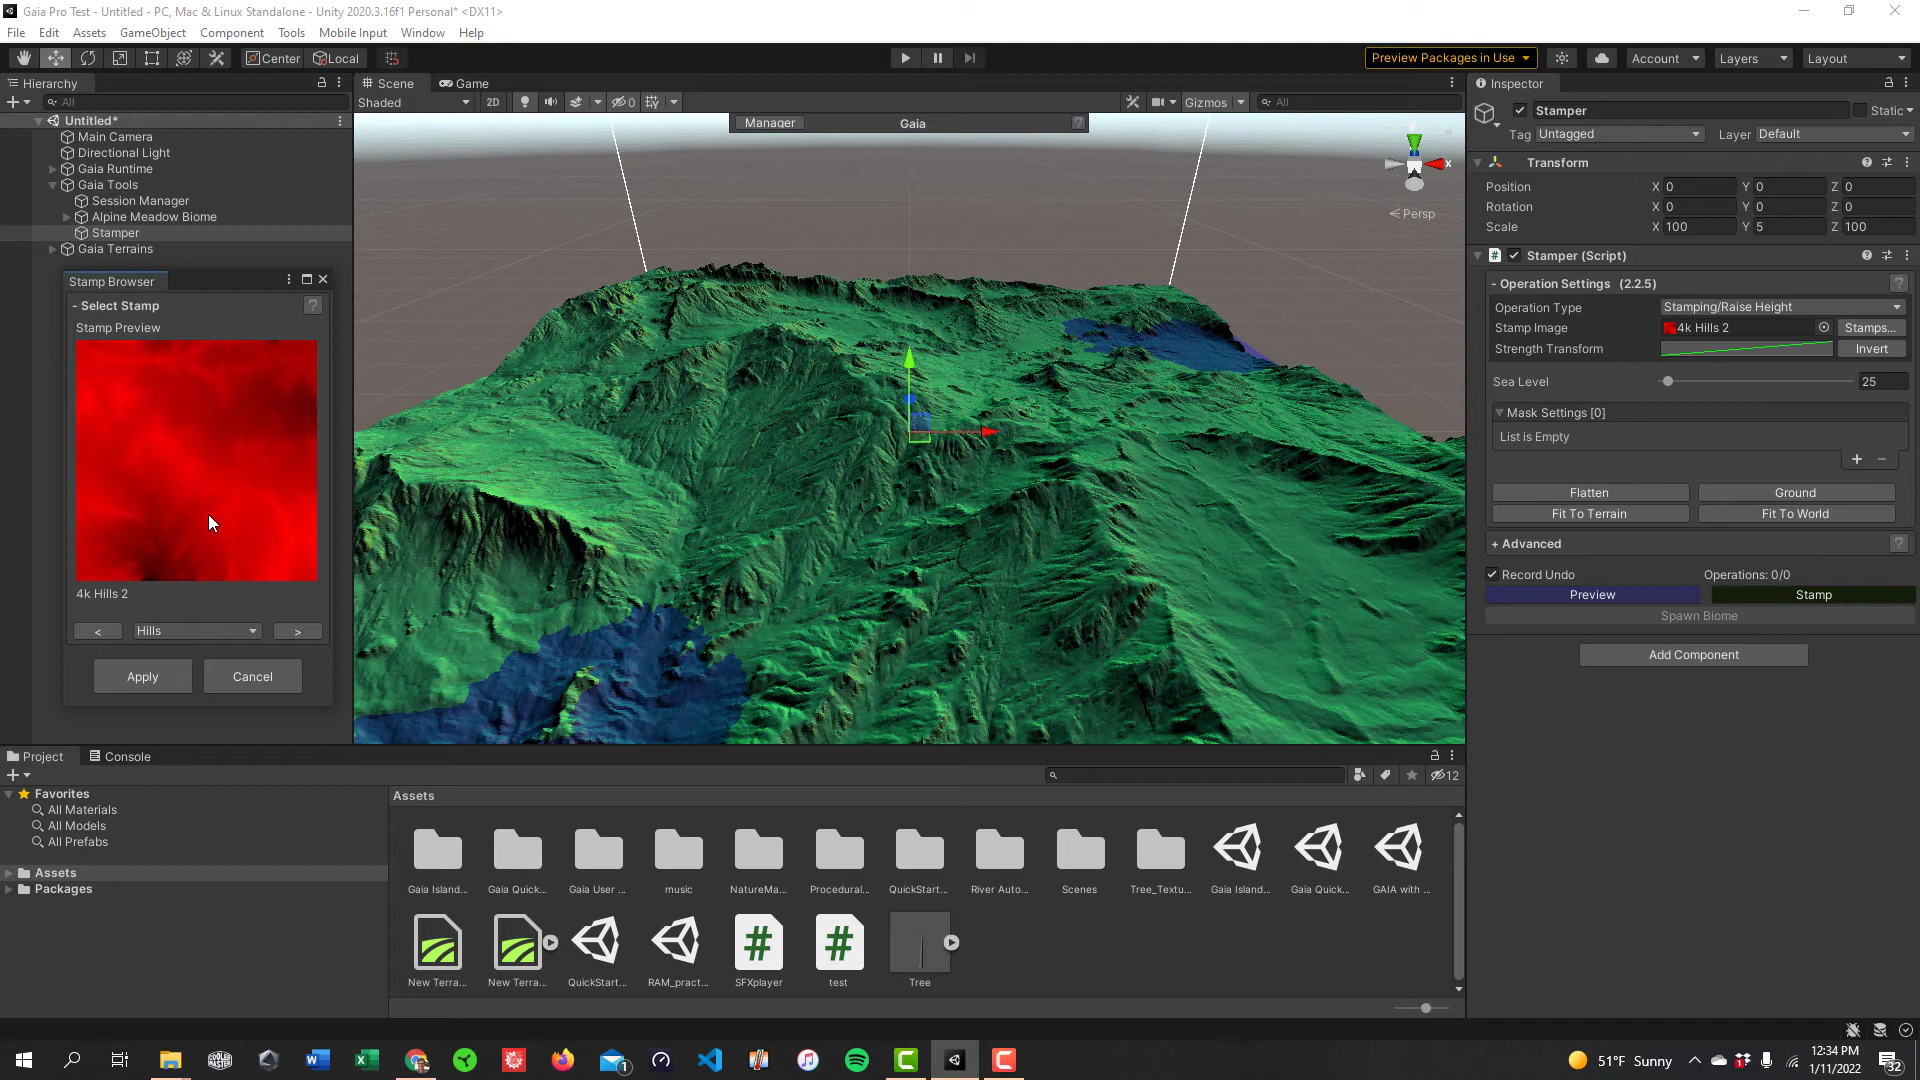 Gaia Pro Test - Untitled - PC, Mac & Linux Standalone - Unity 2020.3.16f1 Personal* <DX11>
File Edit Assets GameObject Component Tools Mobile Input Window Help
Center Local Preview Packages in Use Account Layers Layout
Hierarchy
All
Untitled*
Main Camera
Directional Light
Gaia Runtime
Gaia Tools
Session Manager
Alpine Meadow Biome
Stamper
Gaia Terrains
Stamp Browser
- Select Stamp ?
Stamp Preview
4k Hills 2
< Hills >
Apply Cancel
Scene Game
Shaded 2D 0 Gizmos All
Manager Gaia ?
y
x
< Persp
Inspector
Stamper Static
Tag Untagged Layer Default
Transform
Position X 0 Y 0 Z 0
Rotation X 0 Y 0 Z 0
Scale X 100 Y 5 Z 100
# Stamper (Script)
- Operation Settings (2.2.5) ?
Operation Type Stamping/Raise Height
Stamp Image 4k Hills 2 Stamps...
Strength Transform Invert
Sea Level 25
Mask Settings [0]
List is Empty
+ −
Flatten Ground
Fit To Terrain Fit To World
+ Advanced ?
Record Undo Operations: 0/0
Preview Stamp
Spawn Biome
Add Component
Project Console
12
Favorites
All Materials
All Models
All Prefabs
Assets
Packages
Assets
Gaia Island... Gaia Quick... Gaia User ... music NatureMa... Procedural... QuickStart... River Auto... Scenes Tree_Textu... Gaia Island... Gaia Quick... GAIA with ...
# #
New Terra... New Terra... QuickStart... RAM_pract... SFXplayer test Tree
COOLER MASTER
1
51°F Sunny
12:34 PM
1/11/2022
32